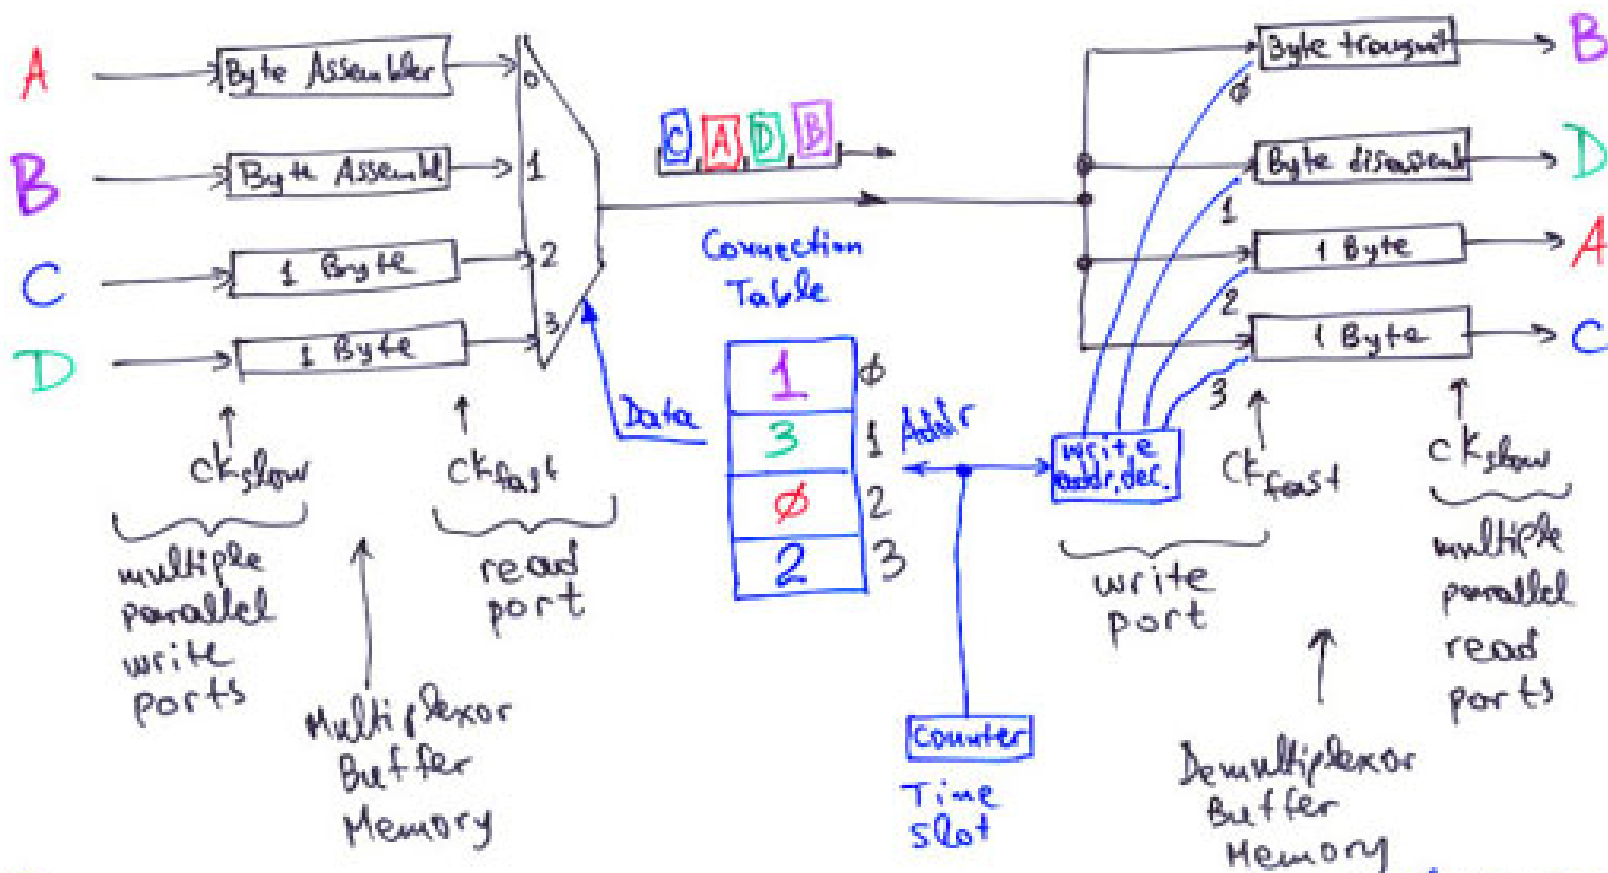 A
Byte Assembler
0
B
Byte Assembl
1
C
1 Byte
2
D
1 Byte
3
C A D B
Connection
Table
1 ø
3 1
ø 2
2 3
Data
Addr
write
addr.dec.
Counter
Time
slot
Byte transmit
B
ø
Byte disassembl
D
1
1 Byte
A
2
1 Byte
C
3
ck slow
ck fast
ck fast
ck slow
multiple
parallel
write
ports
read
port
write
port
multiple
parallel
read
ports
Multiplexor
Buffer
Memory
Demultiplexor
Buffer
Memory